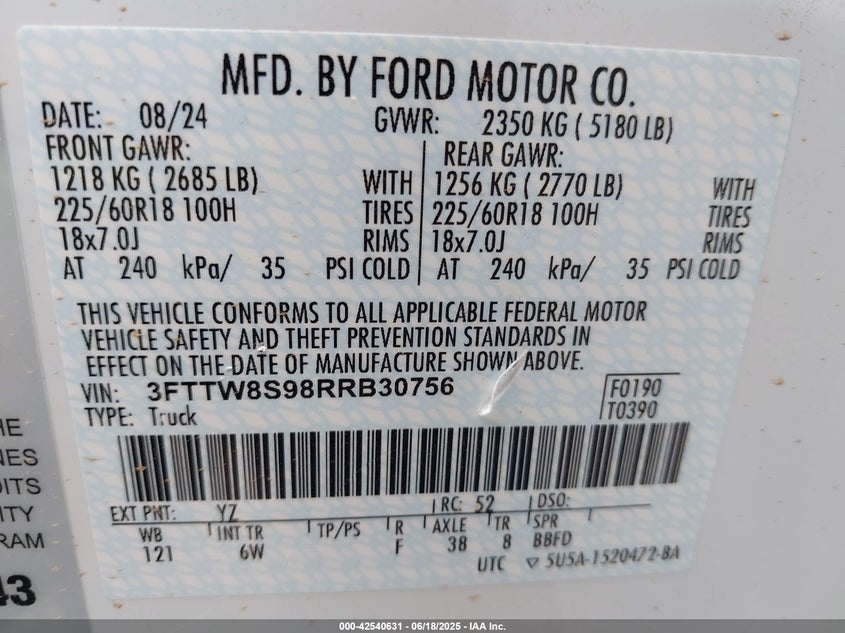 MFD. BY FORD MOTOR CO.
DATE: 08/24 GVWR: 2350 KG ( 5180 LB)
FRONT GAWR: REAR GAWR:
1218 KG ( 2685 LB) WITH 1256 KG ( 2770 LB) WITH
225/60R18 100H TIRES 225/60R18 100H TIRES
18x7.0J RIMS 18x7.0J RIMS
AT 240 kPa/ 35 PSI COLD AT 240 kPa/ 35 PSI COLD
THIS VEHICLE CONFORMS TO ALL APPLICABLE FEDERAL MOTOR
VEHICLE SAFETY AND THEFT PREVENTION STANDARDS IN
EFFECT ON THE DATE OF MANUFACTURE SHOWN ABOVE.
VIN: 3FTTW8S98RRB30756 F0190
TYPE: Truck T0390
EXT PNT: YZ RC: 52 DSO:
WB INT TR TP/PS R AXLE TR SPR
121 6W F 38 8 BBFD
UTC ▽ 5U5A-1520472-BA
HE
NES
DITS
ITY
RAM
43
000-42540631 - 06/18/2025 - IAA Inc.